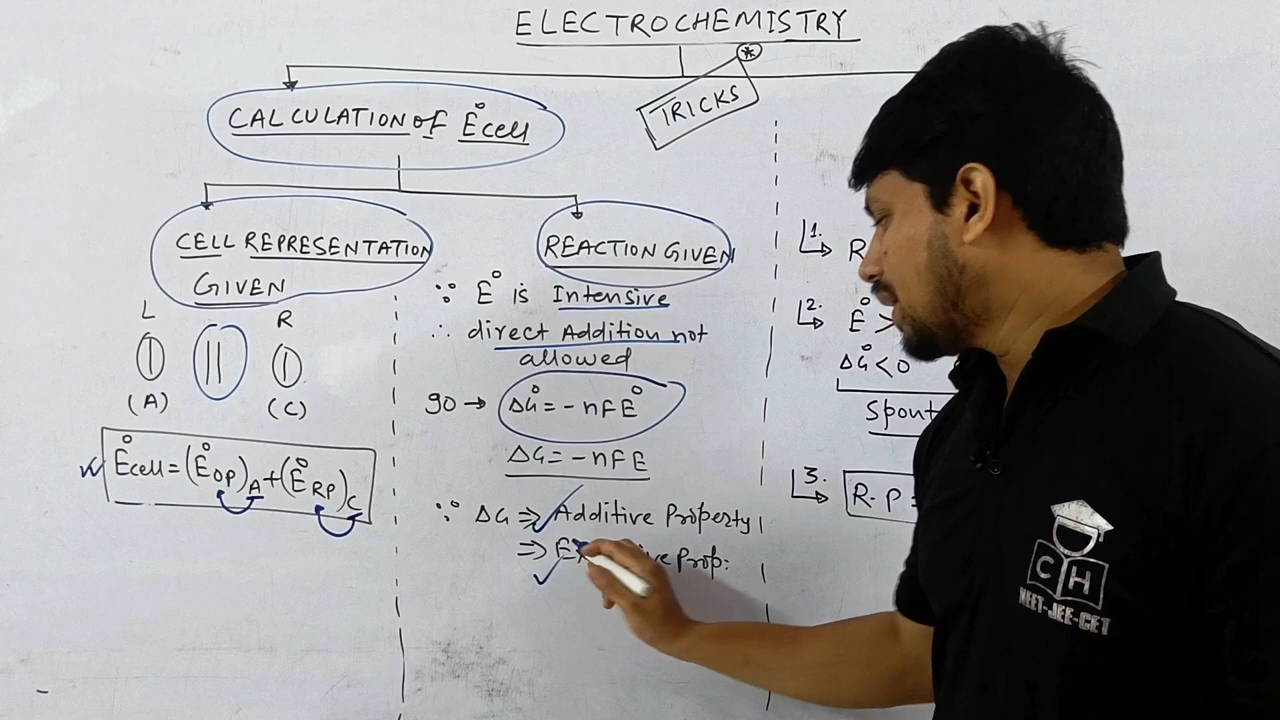 ELECTROCHEMISTRY
TRICKS
CALCULATION of E°cell
CELL REPRESENTATION
GIVEN
L
R
(A)
(C)
E°cell = (E°OP)A + (E°RP)C
REACTION GIVEN
∵ E° is Intensive
∴ direct Addition not
allowed
go → ΔG° = -nFE°
ΔG = -nFE
∵ ΔG ⇒ Additive Property
⇒ Prop:
1.
R
2.
E° >
ΔG° < 0
3.
R.P =
CH
NEET-JEE-CET